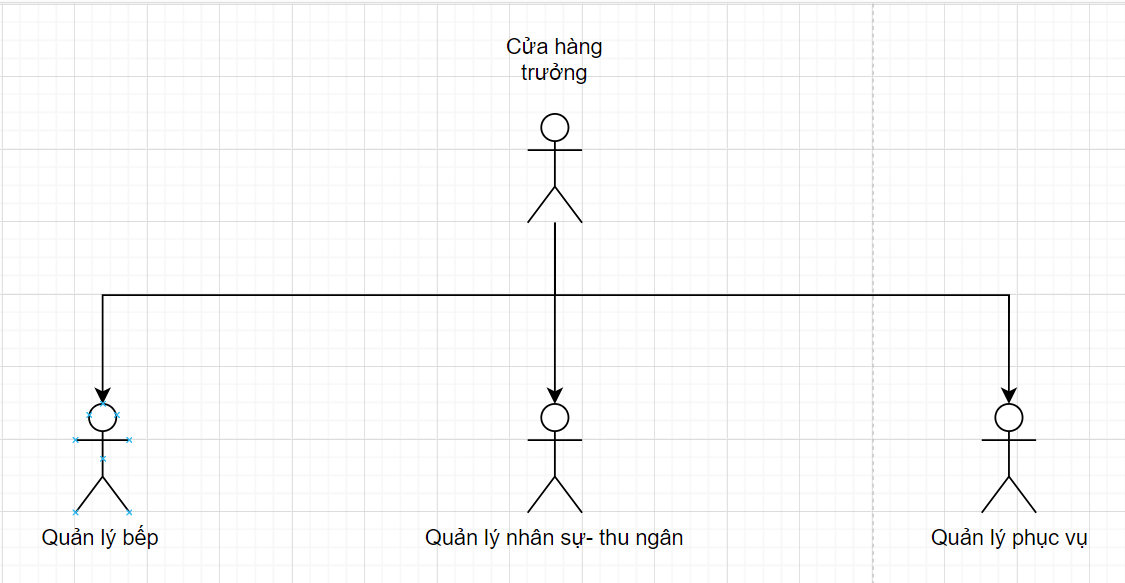 Cửa hàng
trưởng
Quản lý bếp
Quản lý nhân sự- thu ngân
Quản lý phục vụ